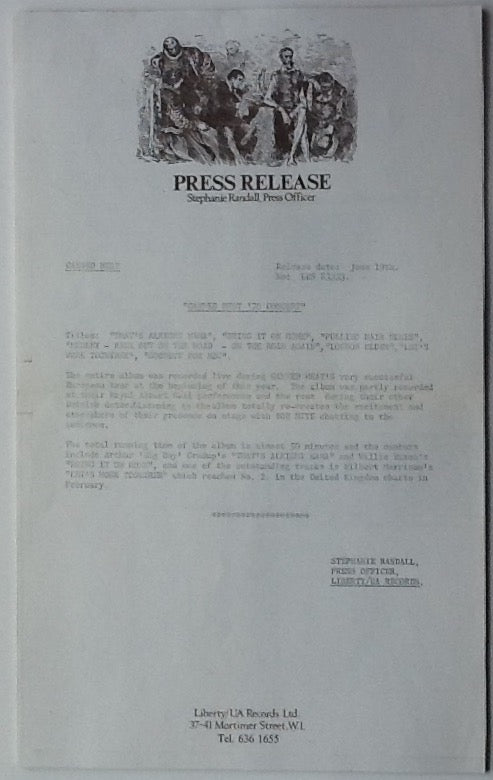 PRESS RELEASE
Stephanie Randall, Press Officer
CANNED HEAT Release date: June 19th.
No: LBS 83333.
"CANNED HEAT '70 CONCERT"
Titles: "THAT'S ALRIGHT MAMA", "BRING IT ON HOME", "PULLING HAIR BLUES",
"MEDLEY - BACK OUT ON THE ROAD - ON THE ROAD AGAIN", "LONDON BLUES", "LET'S
WORK TOGETHER", "GOODBYE FOR NOW".
The entire album was recorded live during CANNED HEAT's very successful
European tour at the beginning of this year. The album was partly recorded
at their Royal Albert Hall performance and the rest during their other
British dates. Listening to the album totally re-creates the excitement and
atmosphere of their presence on stage with BOB HITE chatting to the
audience.
The total running time of the album is almost 50 minutes and the numbers
include Arthur 'Big Boy' Crudup's "THAT'S ALRIGHT MAMA" and Willie Dixon's
"BRING IT ON HOME", and one of the outstanding tracks is Wilbert Harrison's
"LET'S WORK TOGETHER" which reached No. 2. in the United Kingdom charts in
February.
STEPHANIE RANDALL,
PRESS OFFICER,
LIBERTY/UA RECORDS.
Liberty/UA Records Ltd.
37-41 Mortimer Street, W.1.
Tel. 636 1655